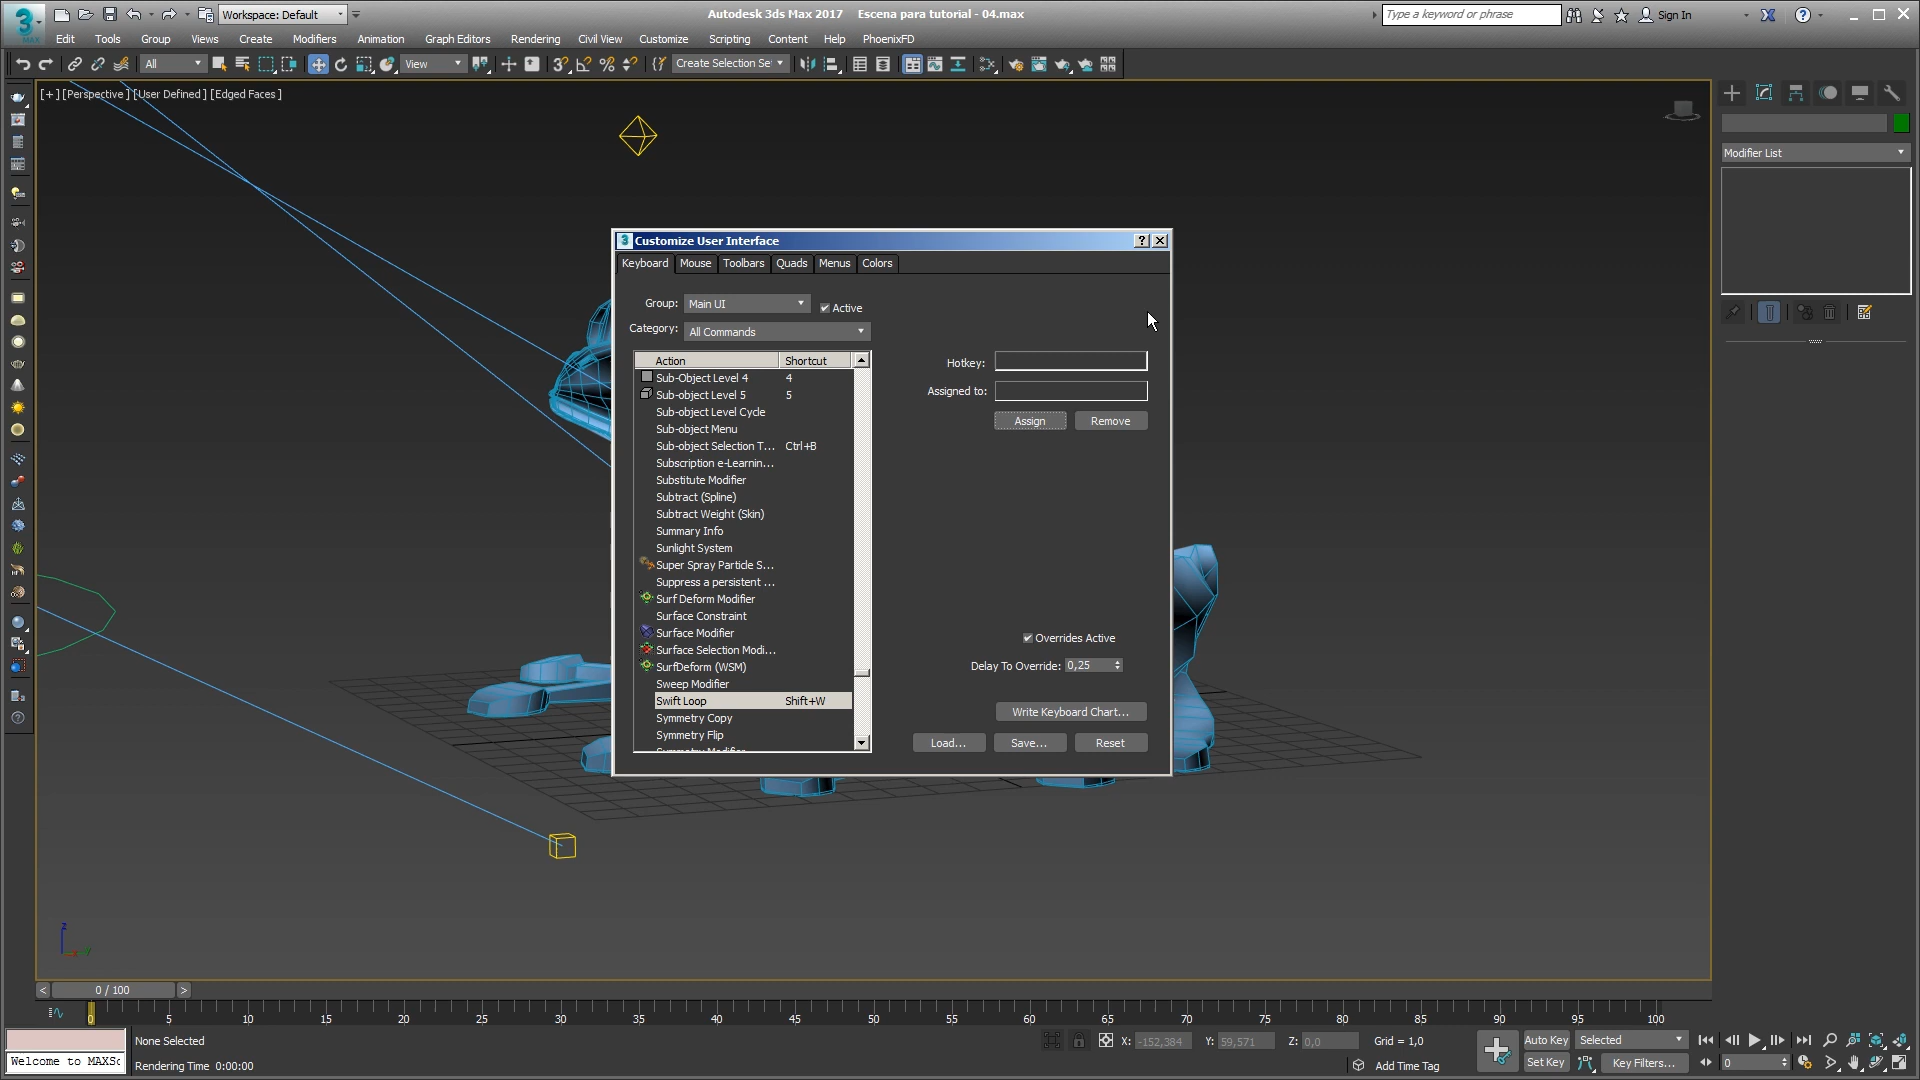 Workspace: Default
Autodesk 3ds Max 2017 Escena para tutorial - 04.max
Type a keyword or phrase
Sign In
3
MAX
Edit Tools Group Views Create Modifiers Animation Graph Editors Rendering Civil View Customize Scripting Content Help PhoenixFD
All
View
Create Selection Se
[+] [Perspective ] [User Defined ] [Edged Faces ]
Modifier List
3 Customize User Interface
Keyboard Mouse Toolbars Quads Menus Colors
Group: Main UI
Active
Category: All Commands
Action Shortcut
Sub-Object Level 4 4
Sub-object Level 5 5
Sub-object Level Cycle
Sub-object Menu
Sub-object Selection T... Ctrl+B
Subscription e-Learnin...
Substitute Modifier
Subtract (Spline)
Subtract Weight (Skin)
Summary Info
Sunlight System
Super Spray Particle S...
Suppress a persistent ...
Surf Deform Modifier
Surface Constraint
Surface Modifier
Surface Selection Modi...
SurfDeform (WSM)
Sweep Modifier
Swift Loop Shift+W
Symmetry Copy
Symmetry Flip
Hotkey:
Assigned to:
Assign Remove
Overrides Active
Delay To Override: 0,25
Write Keyboard Chart...
Load... Save... Reset
z
y
< 0 / 100 >
0 5 10 15 20 25 30 35 40 45 50 55 60 65 70 75 80 85 90 95 100
None Selected
Welcome to MAXSc
Rendering Time 0:00:00
X: -152,384 Y: 59,571 Z: 0,0 Grid = 1,0
Add Time Tag
Auto Key Selected
Set Key Key Filters...
0